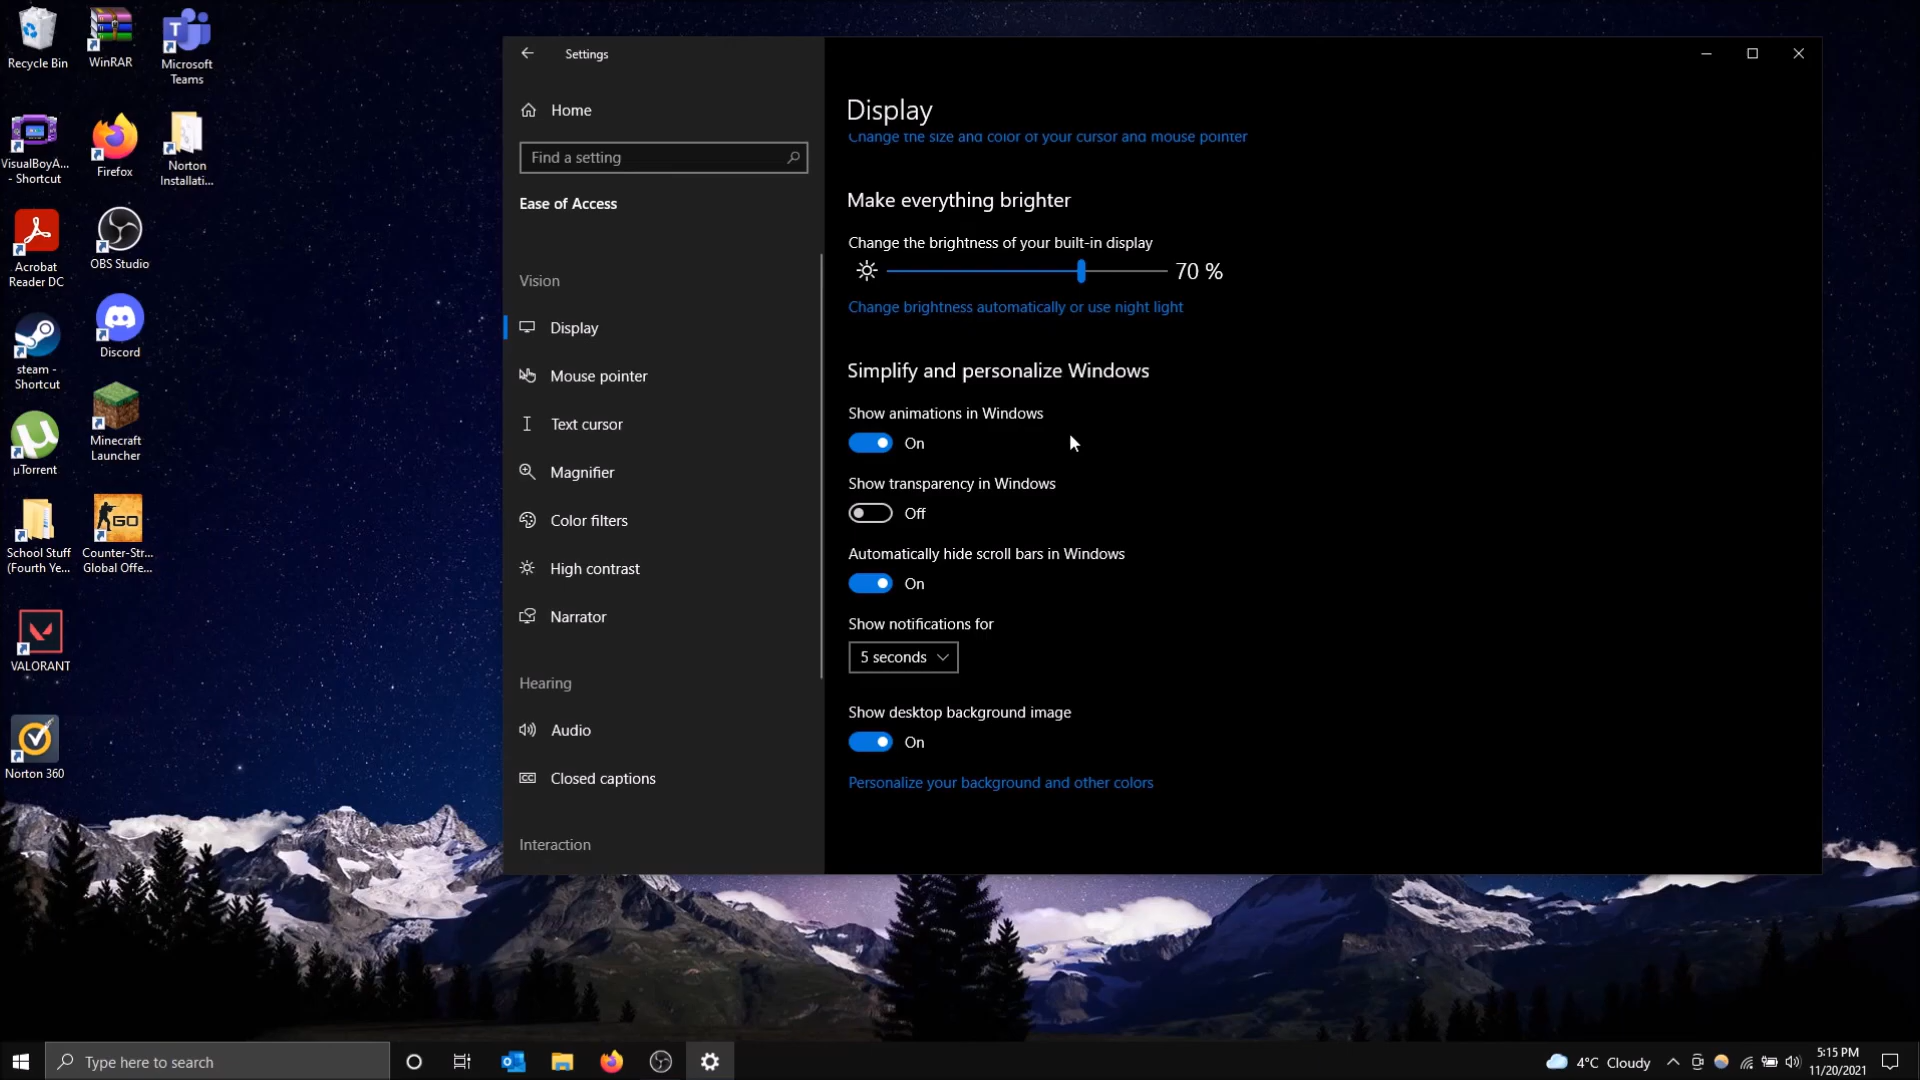 Recycle Bin
WinRAR
Microsoft
Teams
VisualBoyA...
- Shortcut
Firefox
Norton
Installati...
Acrobat
Reader DC
OBS Studio
steam -
Shortcut
Discord
µTorrent
Minecraft
Launcher
School Stuff
(Fourth Ye...
GO
Counter-Str...
Global Offe...
VALORANT
Norton 360
Settings
Home
Find a setting
Ease of Access
Vision
Display
Mouse pointer
Text cursor
Magnifier
Color filters
High contrast
Narrator
Hearing
Audio
Closed captions
Interaction
Display
Change the size and color of your cursor and mouse pointer
Make everything brighter
Change the brightness of your built-in display
70 %
Change brightness automatically or use night light
Simplify and personalize Windows
Show animations in Windows
On
Show transparency in Windows
Off
Automatically hide scroll bars in Windows
On
Show notifications for
5 seconds
Show desktop background image
On
Personalize your background and other colors
Type here to search
4°C Cloudy
5:15 PM
11/20/2021